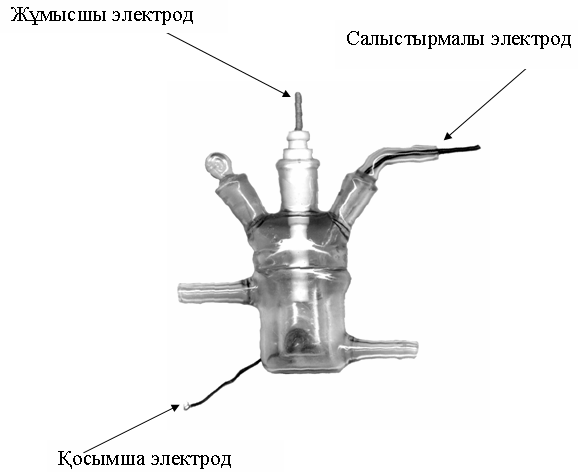 Жұмысшы электрод
Салыстырмалы электрод
Қосымша электрод